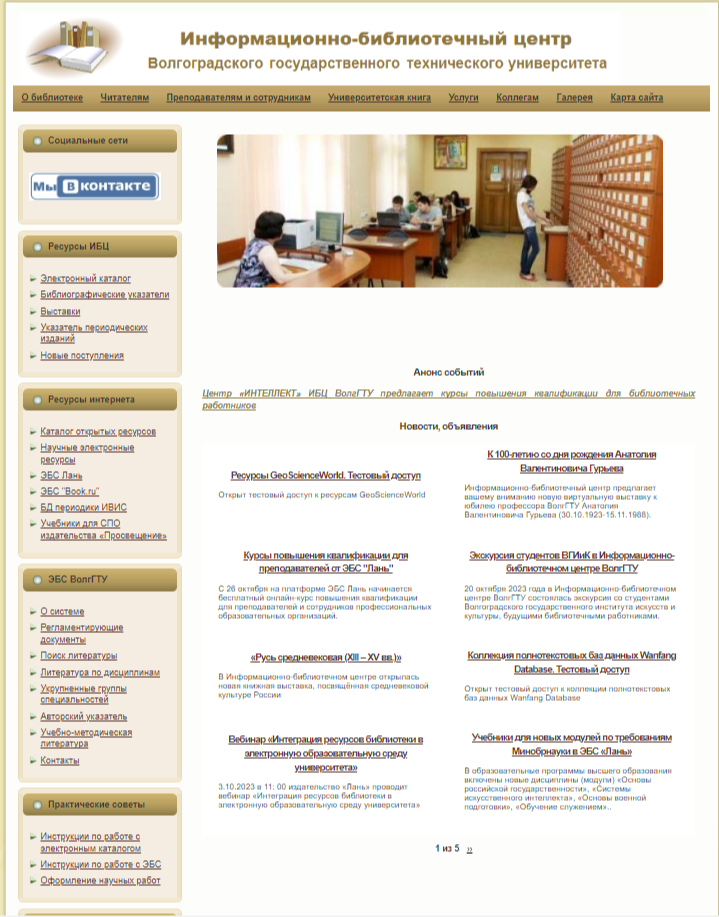 Информационно-библиотечный центр
Волгоградского государственного технического университета
О библиотеке Читателям Преподавателям и сотрудникам Университетская книга Услуги Коллегам Галерея Карта сайта
Социальные сети
Мы Вконтакте
Ресурсы ИБЦ
Электронный каталог
Библиографические указатели
Выставки
Указатель периодических
изданий
Новые поступления
Ресурсы интернета
Каталог открытых ресурсов
Научные электронные
ресурсы
ЭБС Лань
ЭБС "Book.ru"
БД периодики ИВИС
Учебники для СПО
издательства «Просвещение»
ЭБС ВолгГТУ
О системе
Регламентирующие
документы
Поиск литературы
Литература по дисциплинам
Укрупненные группы
специальностей
Авторский указатель
Учебно-методическая
литература
Контакты
Практические советы
Инструкции по работе с
электронным каталогом
Инструкции по работе с ЭБС
Оформление научных работ
Анонс событий
Центр «ИНТЕЛЛЕКТ» ИБЦ ВолгГТУ предлагает курсы повышения квалификации для библиотечных
работников
Новости, объявления
Ресурсы GeoScienceWorld. Тестовый доступ
Открыт тестовый доступ к ресурсам GeoScienceWorld
К 100-летию со дня рождения Анатолия
Валентиновича Гурьева
Информационно-библиотечный центр предлагает
вашему вниманию новую виртуальную выставку к
юбилею профессора ВолгГТУ Анатолия
Валентиновича Гурьева (30.10.1923-15.11.1988).
Курсы повышения квалификации для
преподавателей от ЭБС "Лань"
С 26 октября на платформе ЭБС Лань начинается
бесплатный онлайн-курс повышения квалификации
для преподавателей и сотрудников профессиональных
образовательных организаций.
Экскурсия студентов ВГИиК в Информационно-
библиотечном центре ВолгГТУ
20 октября 2023 года в Информационно-библиотечном
центре ВолгГТУ состоялась экскурсия со студентами
Волгоградского государственного института искусств и
культуры, будущими библиотечными работниками.
«Русь средневековая (XIII – XV вв.)»
В Информационно-библиотечном центре открылась
новая книжная выставка, посвящённая средневековой
культуре России
Коллекция полнотекстовых баз данных Wanfang
Database. Тестовый доступ
Открыт тестовый доступ к коллекции полнотекстовых
баз данных Wanfang Database
Вебинар «Интеграция ресурсов библиотеки в
электронную образовательную среду
университета»
3.10.2023 в 11: 00 издательство «Лань» проводит
вебинар «Интеграция ресурсов библиотеки в
электронную образовательную среду университета»
Учебники для новых модулей по требованиям
Минобрнауки в ЭБС «Лань»
В образовательные программы высшего образования
включены новые дисциплины (модули) «Основы
российской государственности», «Системы
искусственного интеллекта», «Основы военной
подготовки», «Обучение служением»..
1 из 5 »